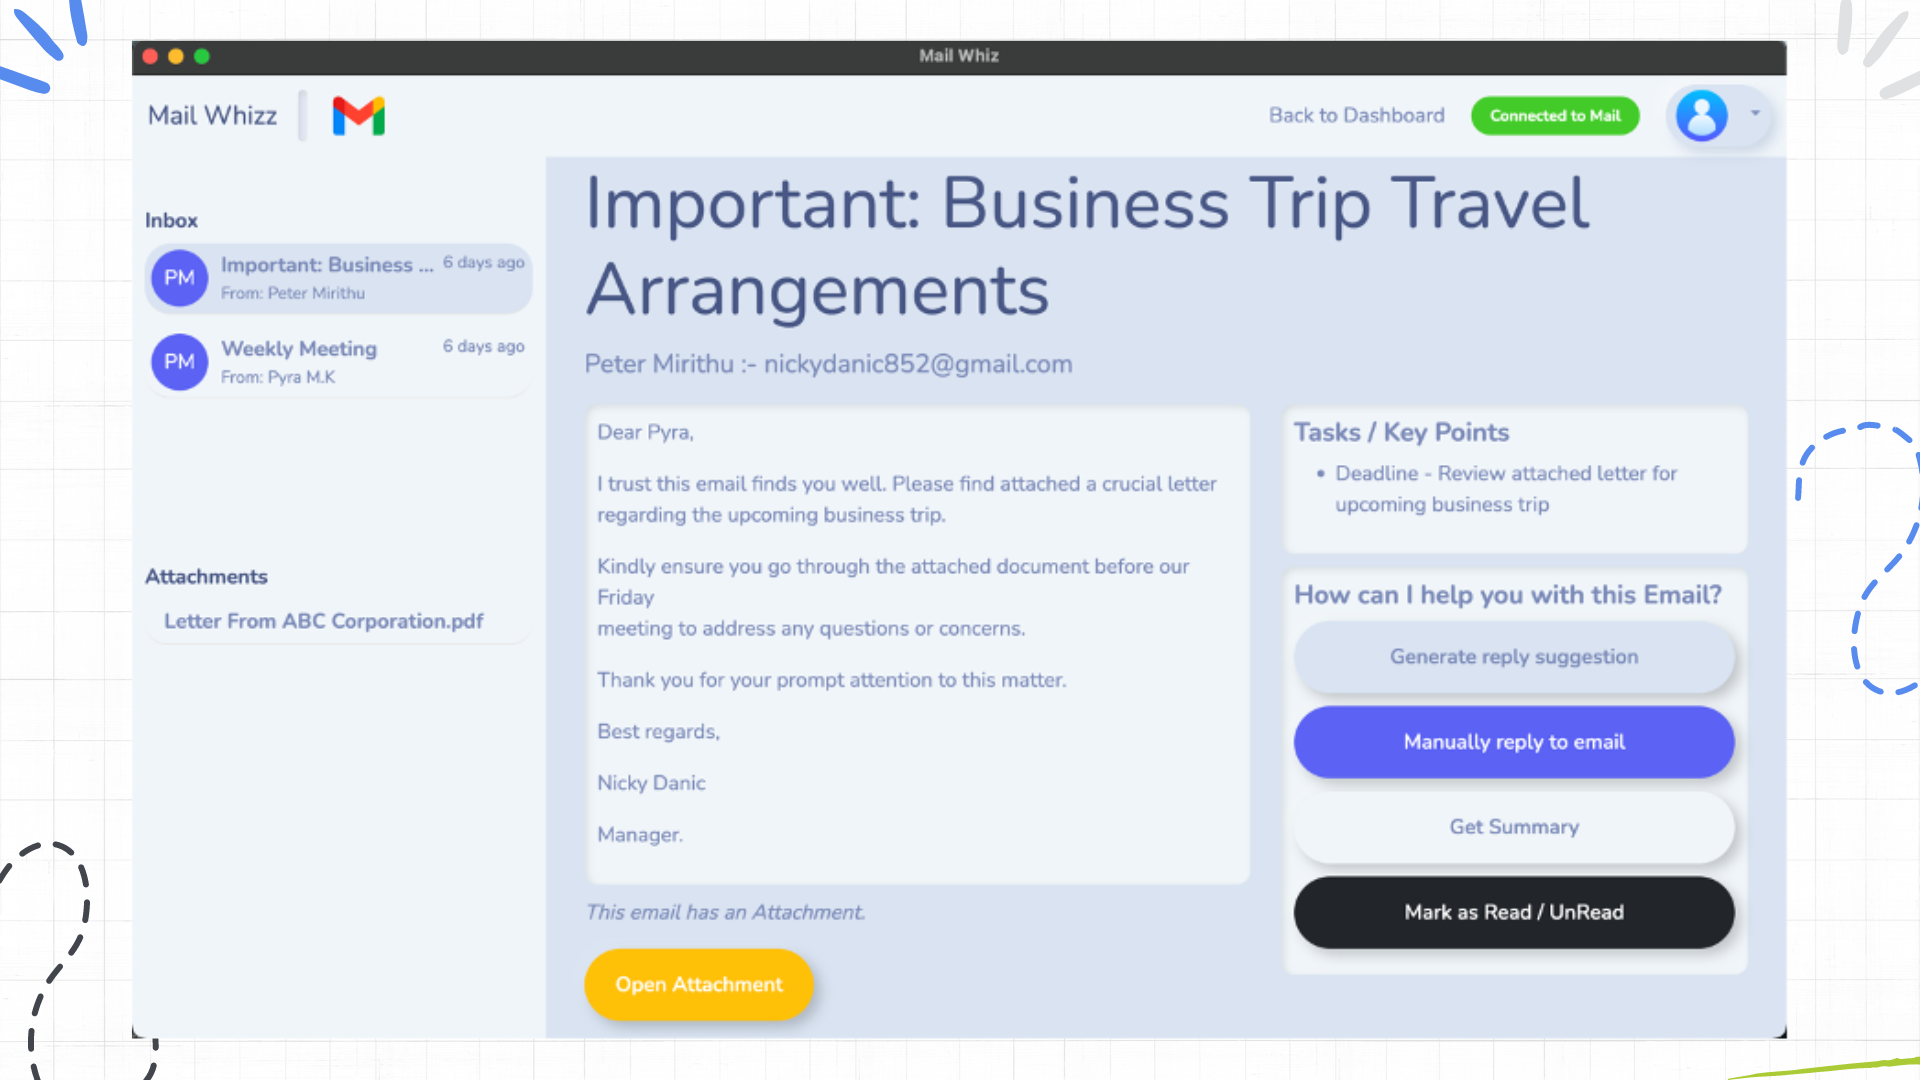 Mail Whiz
Mail Whizz
Back to Dashboard
Connected to Mail
Inbox
PM
Important: Business ...
6 days ago
From: Peter Mirithu
PM
Weekly Meeting
6 days ago
From: Pyra M.K
Attachments
Letter From ABC Corporation.pdf
Important: Business Trip Travel
Arrangements
Peter Mirithu :- nickydanic852@gmail.com
Dear Pyra,
I trust this email finds you well. Please find attached a crucial letter
regarding the upcoming business trip.
Kindly ensure you go through the attached document before our
Friday
meeting to address any questions or concerns.
Thank you for your prompt attention to this matter.
Best regards,
Nicky Danic
Manager.
This email has an Attachment.
Open Attachment
Tasks / Key Points
• Deadline - Review attached letter for
upcoming business trip
How can I help you with this Email?
Generate reply suggestion
Manually reply to email
Get Summary
Mark as Read / UnRead